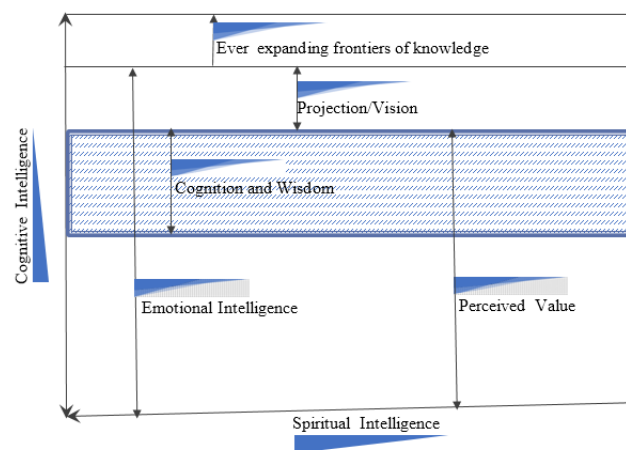 Ever expanding frontiers of knowledge
Projection/Vision
Cognition and Wisdom
Cognitive Intelligence
Emotional Intelligence
Perceived Value
Spiritual Intelligence